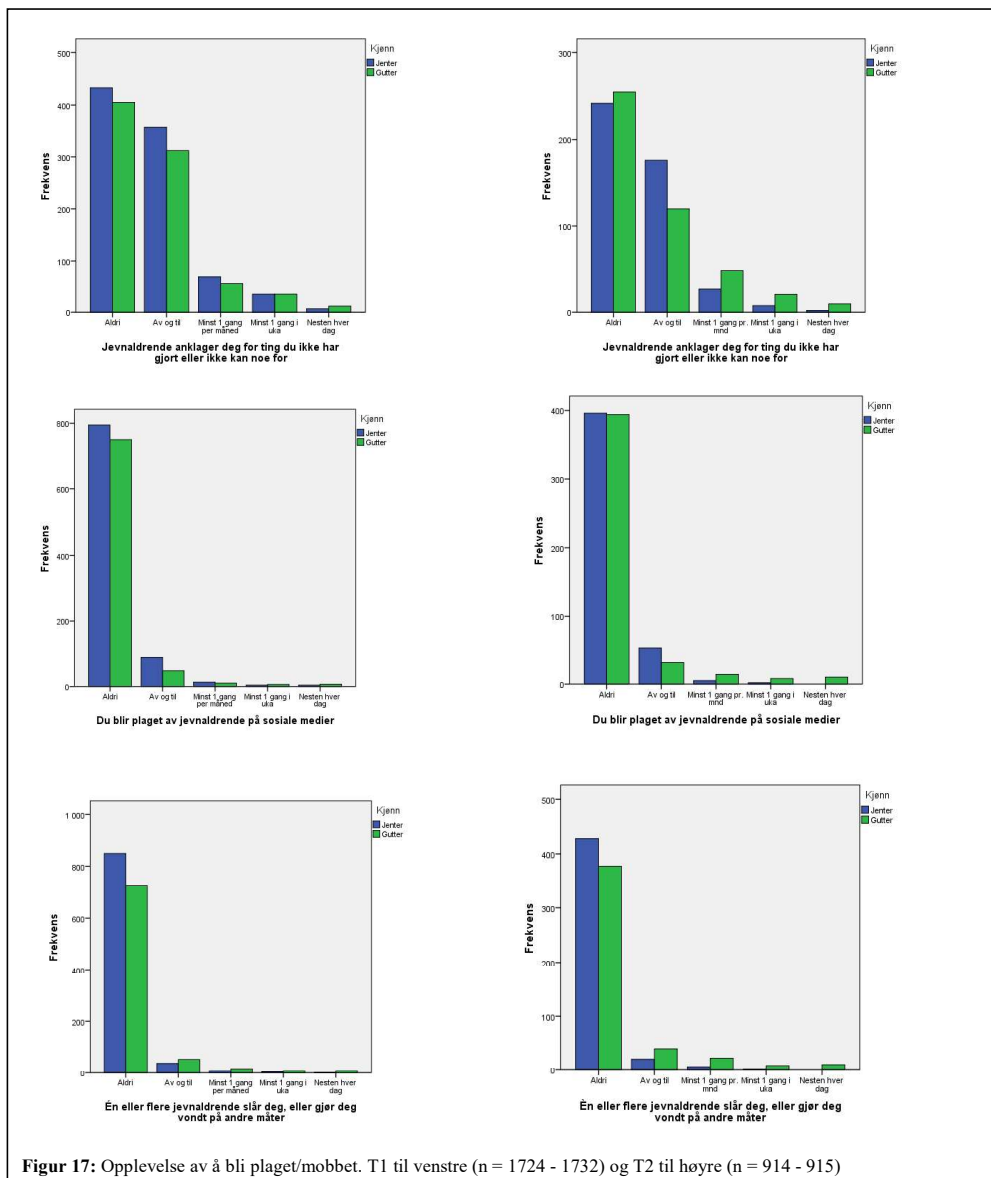 Kjønn
Jenter
Gutter
500
400
300
200
100
0
Frekvens
Aldri
Av og til
Minst 1 gang per måned
Minst 1 gang i uka
Nesten hver dag
Jevnaldrende anklager deg for ting du ikke har
gjort eller ikke kan noe for
Kjønn
Jenter
Gutter
300
200
100
0
Frekvens
Aldri
Av og til
Minst 1 gang pr. mnd
Minst 1 gang i uka
Nesten hver dag
Jevnaldrende anklager deg for ting du ikke har
gjort eller ikke kan noe for
Kjønn
Jenter
Gutter
800
600
400
200
0
Frekvens
Aldri
Av og til
Minst 1 gang per måned
Minst 1 gang i uka
Nesten hver dag
Du blir plaget av jevnaldrende på sosiale medier
Kjønn
Jenter
Gutter
400
300
200
100
0
Frekvens
Aldri
Av og til
Minst 1 gang pr. mnd
Minst 1 gang i uka
Nesten hver dag
Du blir plaget av jevnaldrende på sosiale medier
Kjønn
Jenter
Gutter
1 000
800
600
400
200
0
Frekvens
Aldri
Av og til
Minst 1 gang per måned
Minst 1 gang i uka
Nesten hver dag
Én eller flere jevnaldrende slår deg, eller gjør deg
vondt på andre måter
Kjønn
Jenter
Gutter
500
400
300
200
100
0
Frekvens
Aldri
Av og til
Minst 1 gang pr. mnd
Minst 1 gang i uka
Nesten hver dag
Èn eller flere jevnaldrende slår deg, eller gjør deg
vondt på andre måter
Figur 17: Opplevelse av å bli plaget/mobbet. T1 til venstre (n = 1724 - 1732) og T2 til høyre (n = 914 - 915)